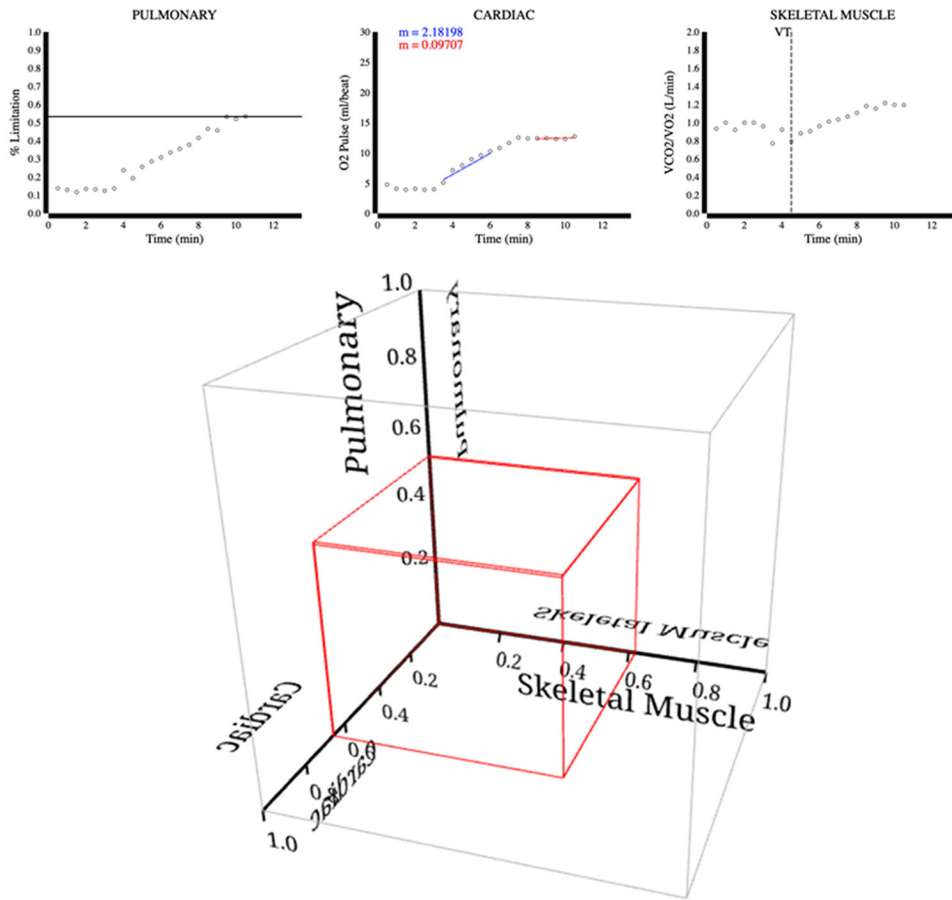 PULMONARY
% Limitation
1.0
0.9
0.8
0.7
0.6
0.5
0.4
0.3
0.2
0.1
0.0
0 2 4 6 8 10 12
Time (min)
CARDIAC
m = 2.18198
m = 0.09707
O2 Pulse (ml/beat)
30
25
20
15
10
5
0
0 2 4 6 8 10 12
Time (min)
SKELETAL MUSCLE
VT
VCO2/VO2 (L/min)
2.0
1.8
1.6
1.4
1.2
1.0
0.8
0.6
0.4
0.2
0.0
0 2 4 6 8 10 12
Time (min)
1.0
0.8
0.6
0.4
0.2
Pulmonary
Pulmonary
Skeletal Muscle
0.2 0.4 0.6 0.8 1.0
Skeletal Muscle
0.2
0.4
0.6
1.0
Cardiac
Cardiac